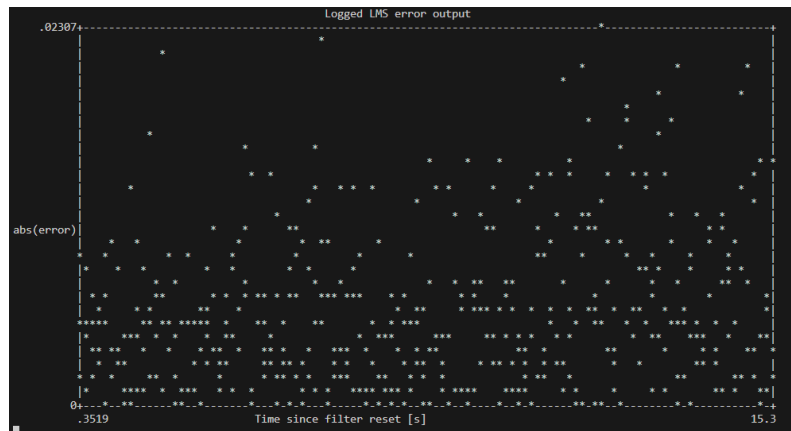 Logged LMS error output
.02307
abs(error)
0
.3519 Time since filter reset [s] 15.3